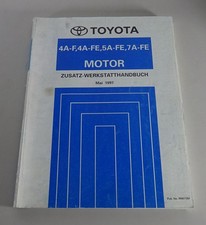 TOYOTA
4A-F,4A-FE,5A-FE,7A-FE
MOTOR
ZUSATZ-WERKSTATTHANDBUCH